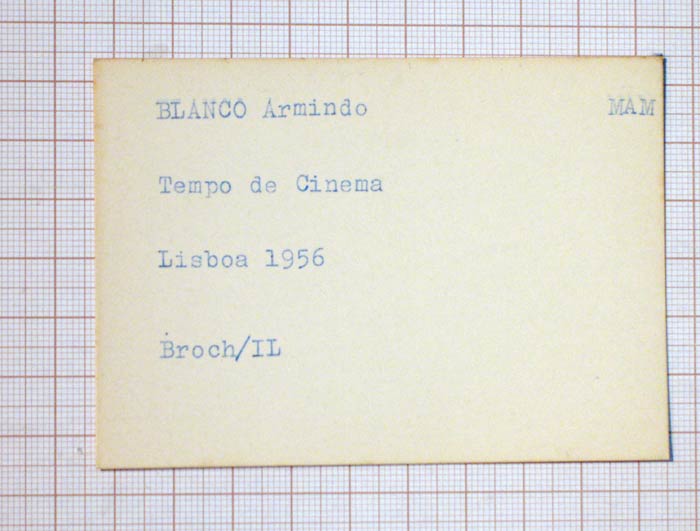 BLANCO Armindo MAM
Tempo de Cinema
Lisboa 1956
Broch/IL